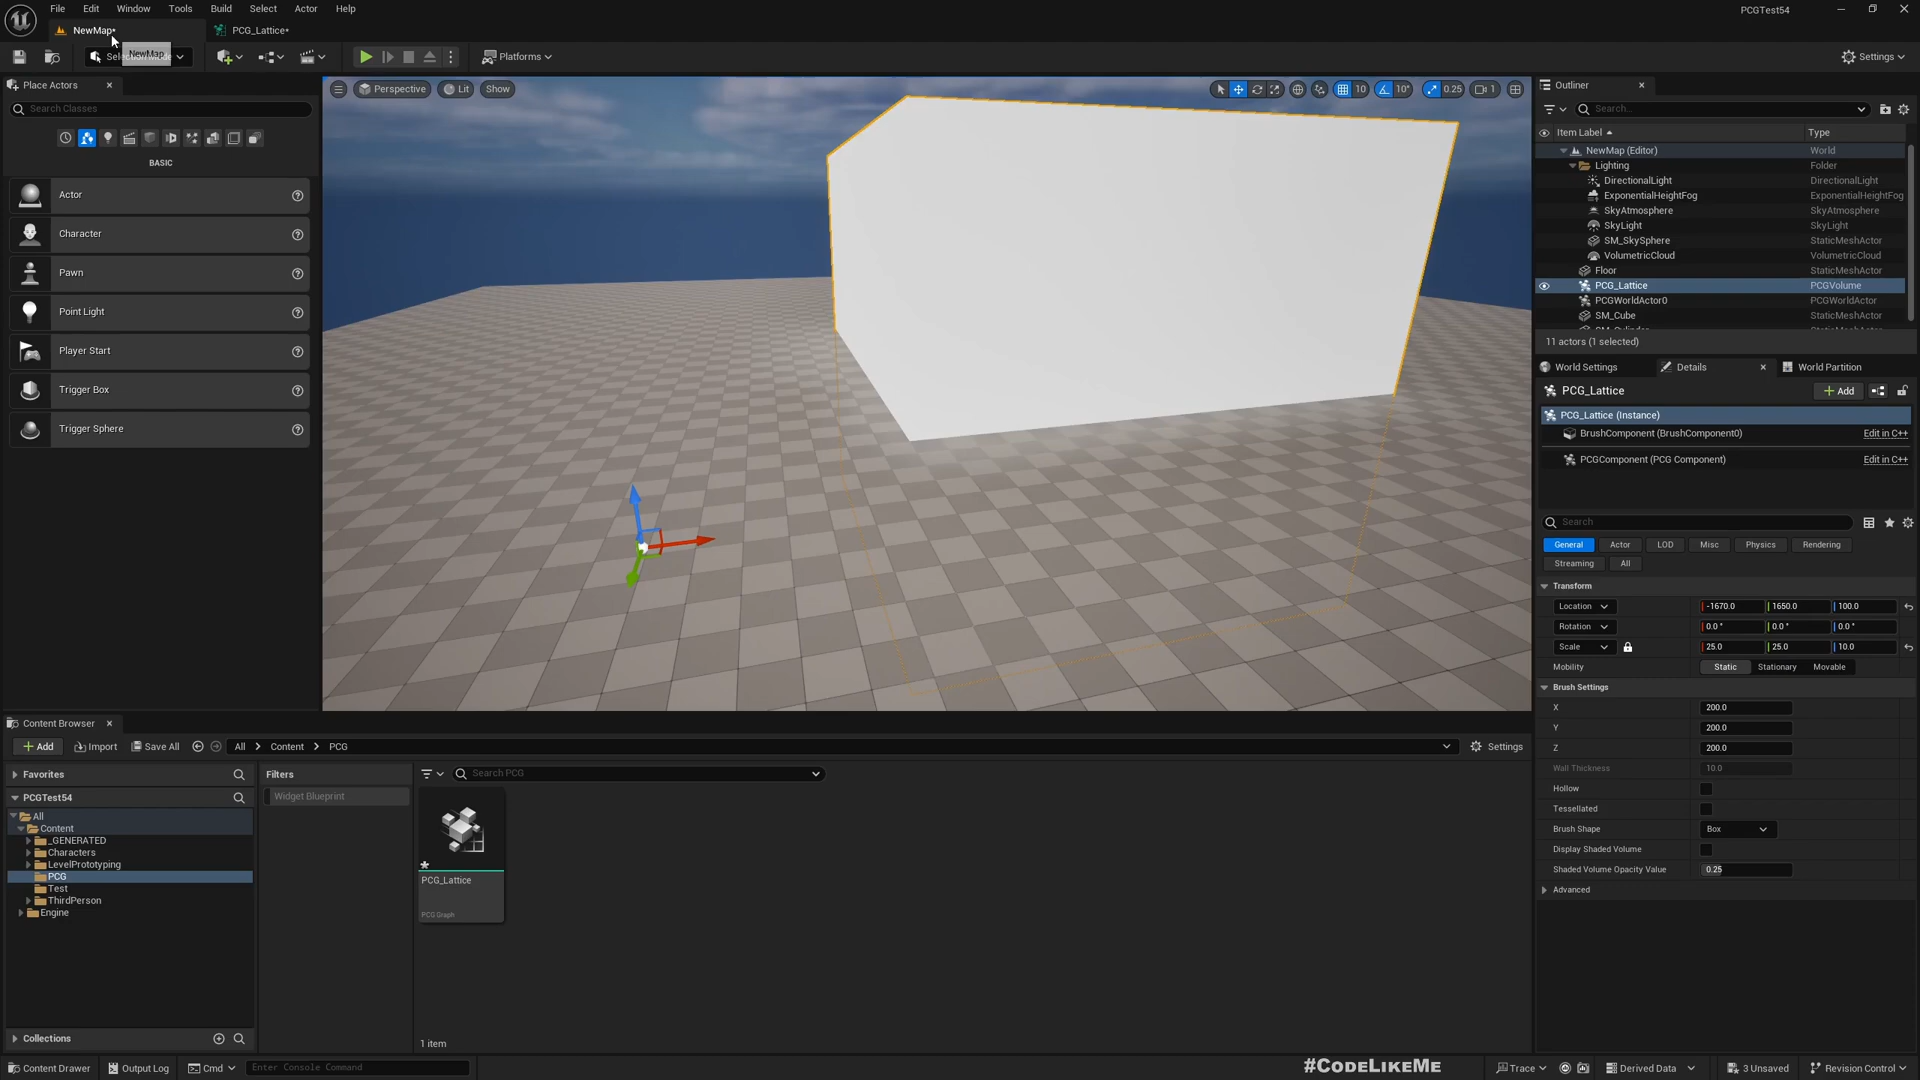 File Edit Window Tools Build Select Actor Help
PCGTest54
NewMap•
PCG_Lattice•
NewMap
Platforms
Settings
Place Actors
Search Classes
BASIC
Actor
Character
Pawn
Point Light
Player Start
Trigger Box
Trigger Sphere
Perspective
Lit
Show
10
10°
0.25
1
Outliner
Search...
Item Label
Type
NewMap (Editor) World
Lighting Folder
DirectionalLight DirectionalLight
ExponentialHeightFog ExponentialHeightFog
SkyAtmosphere SkyAtmosphere
SkyLight SkyLight
SM_SkySphere StaticMeshActor
VolumetricCloud VolumetricCloud
Floor StaticMeshActor
PCG_Lattice PCGVolume
PCGWorldActor0 PCGWorldActor
SM_Cube StaticMeshActor
11 actors (1 selected)
World Settings
Details
World Partition
PCG_Lattice
Add
PCG_Lattice (Instance)
BrushComponent (BrushComponent0) Edit in C++
PCGComponent (PCG Component) Edit in C++
Search
General Actor LOD Misc Physics Rendering
Streaming All
Transform
Location -1670.0 1650.0 100.0
Rotation 0.0° 0.0° 0.0°
Scale 25.0 25.0 10.0
Mobility Static Stationary Movable
Brush Settings
X 200.0
Y 200.0
Z 200.0
Wall Thickness 10.0
Hollow
Tessellated
Brush Shape Box
Display Shaded Volume
Shaded Volume Opacity Value 0.25
Advanced
Content Browser
Add Import Save All All Content PCG
Settings
Favorites
PCGTest54
All
Content
_GENERATED
Characters
LevelPrototyping
PCG
Test
ThirdPerson
Engine
Collections
Filters
Widget Blueprint
Search PCG
PCG_Lattice
PCG Graph
1 item
#CODELIKEME
Content Drawer
Output Log
Cmd
Enter Console Command
Trace
Derived Data
3 Unsaved
Revision Control